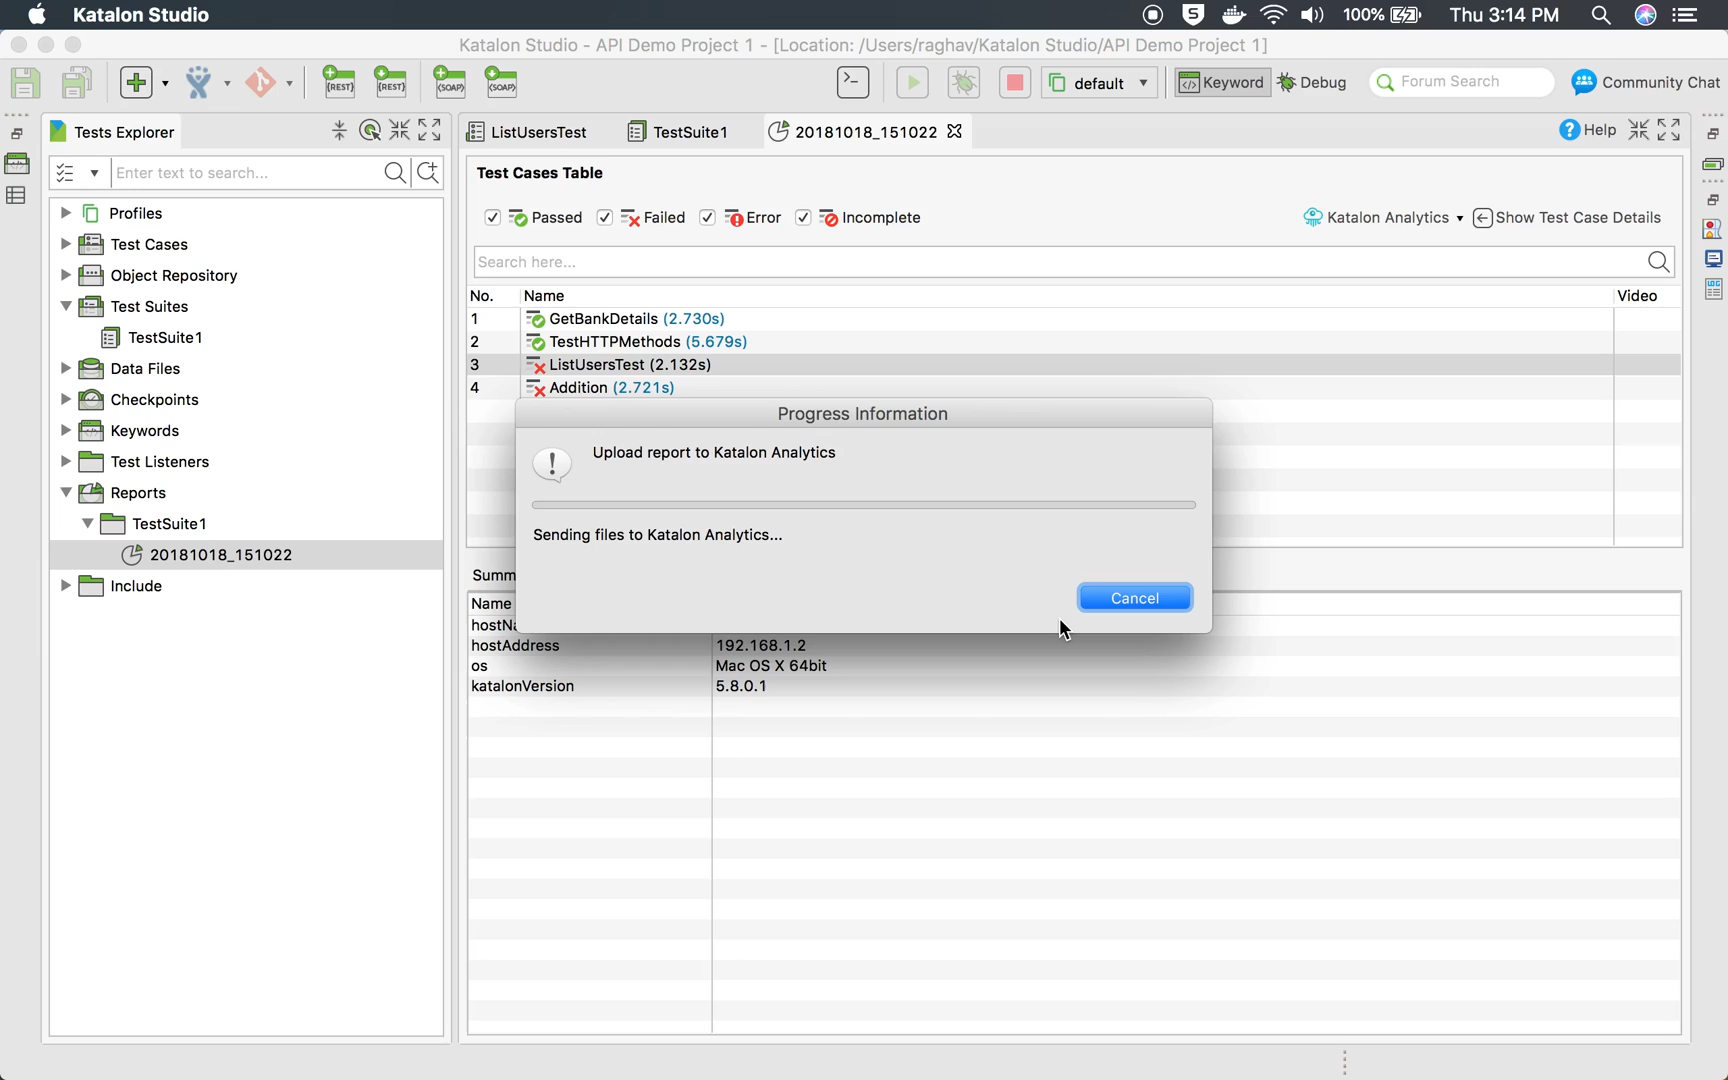 Katalon Studio
S
100%
Thu 3:14 PM
Katalon Studio - API Demo Project 1 - [Location: /Users/raghav/Katalon Studio/API Demo Project 1]
{REST}
{REST}
{SOAP}
{SOAP}
default
Keyword
Debug
Forum Search
Community Chat
Tests Explorer
ListUsersTest
TestSuite1
20181018_151022
Help
Enter text to search...
Test Cases Table
Profiles
Test Cases
Object Repository
Test Suites
TestSuite1
Data Files
Checkpoints
Keywords
Test Listeners
Reports
TestSuite1
20181018_151022
Include
Passed
Failed
Error
Incomplete
Katalon Analytics
Show Test Case Details
Search here...
No.
Name
Video
1
GetBankDetails (2.730s)
2
TestHTTPMethods (5.679s)
3
ListUsersTest (2.132s)
4
Addition (2.721s)
Progress Information
Upload report to Katalon Analytics
Sending files to Katalon Analytics...
Cancel
Summ
Name
hostNa
hostAddress
192.168.1.2
os
Mac OS X 64bit
katalonVersion
5.8.0.1